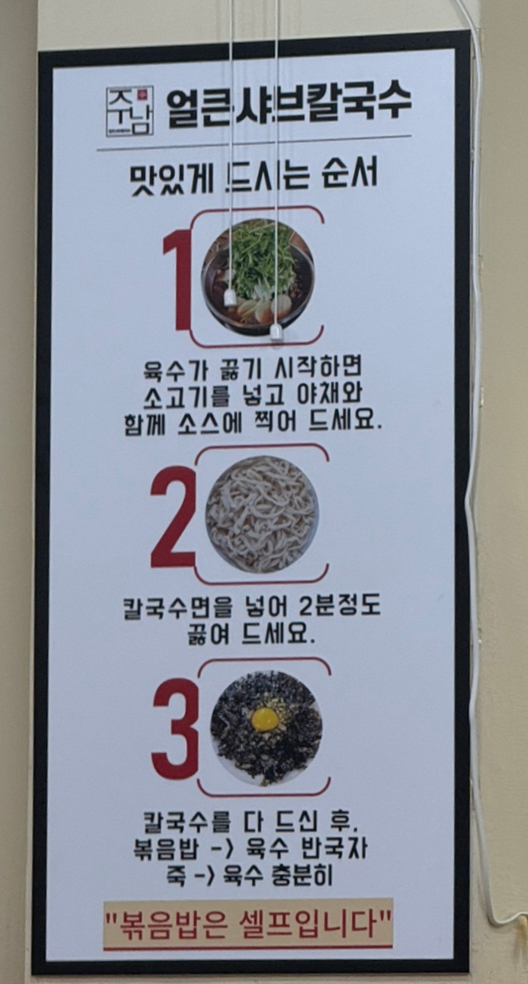 주남
얼큰샤브칼국수
맛있게 드시는 순서
1
육수가 끓기 시작하면
소고기를 넣고 야채와
함께 소스에 찍어 드세요.
2
칼국수면을 넣어 2분정도
끓여 드세요.
3
칼국수를 다 드신 후,
볶음밥 -> 육수 반국자
죽 -> 육수 충분히
"볶음밥은 셀프입니다"